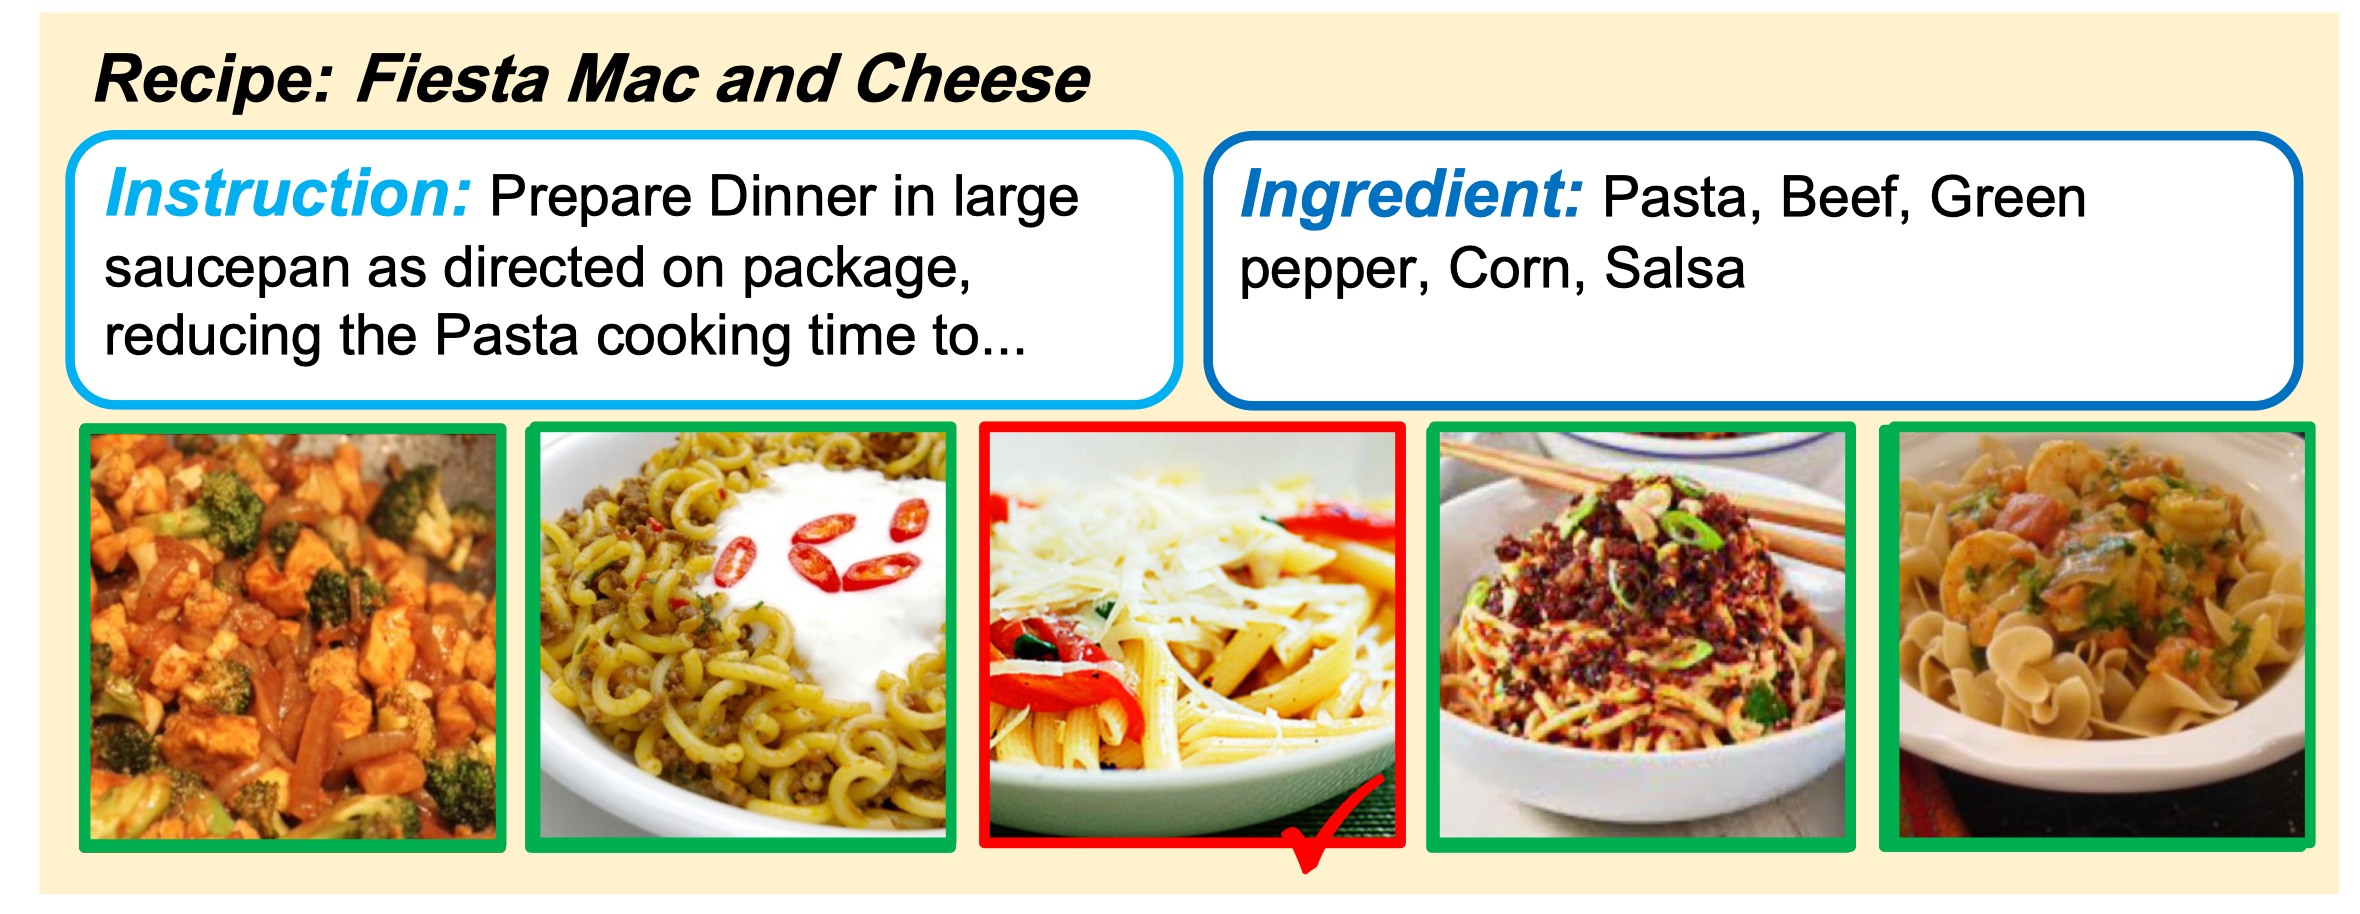 Recipe: Fiesta Mac and Cheese
Instruction: Prepare Dinner in large
saucepan as directed on package,
reducing the Pasta cooking time to...
Ingredient: Pasta, Beef, Green
pepper, Corn, Salsa